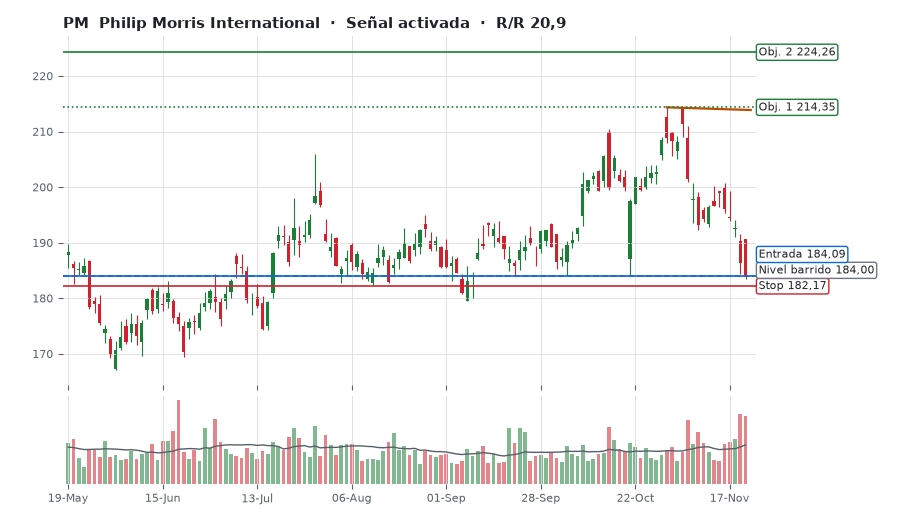 PM Philip Morris International · Señal activada · R/R 20,9
Obj. 2 224,26
220
Obj. 1 214,35
210
200
190
Entrada 184,09
Nivel barrido 184,00
Stop 182,17
180
170
19-May 15-Jun 13-Jul 06-Aug 01-Sep 28-Sep 22-Oct 17-Nov